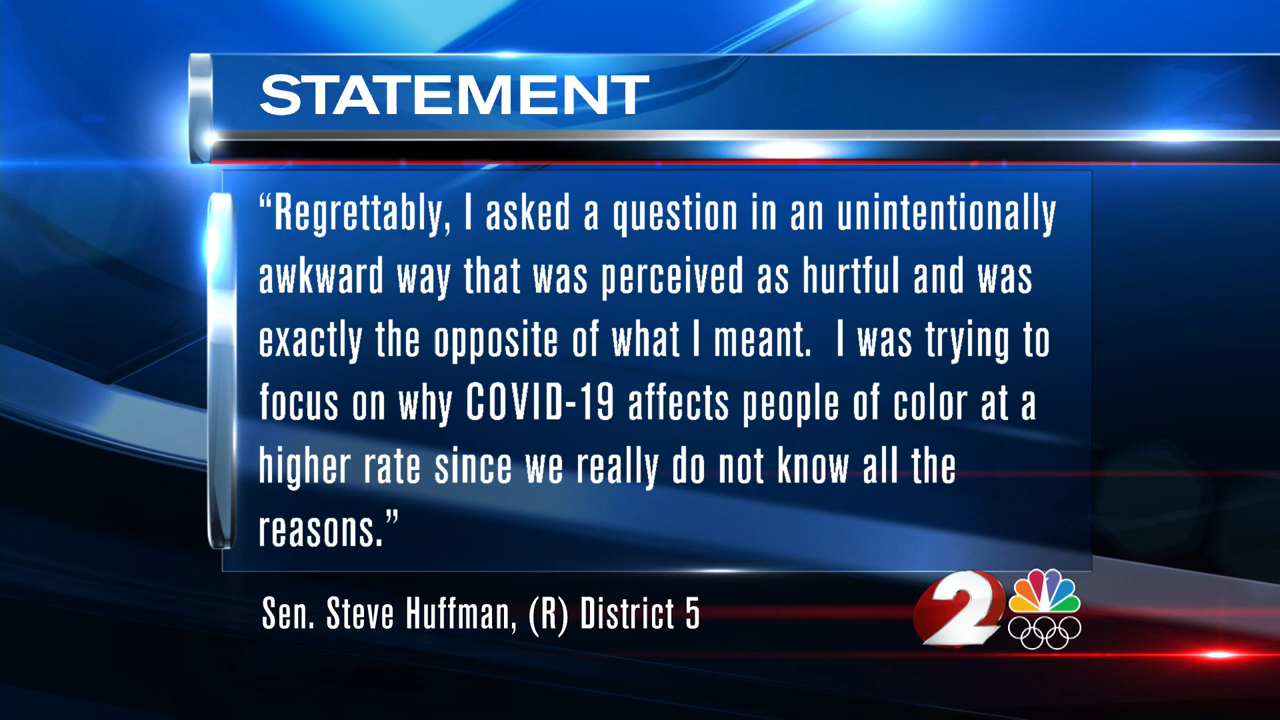 STATEMENT
“Regrettably, I asked a question in an unintentionally
awkward way that was perceived as hurtful and was
exactly the opposite of what I meant.  I was trying to
focus on why COVID-19 affects people of color at a
higher rate since we really do not know all the
reasons.”
Sen. Steve Huffman, (R) District 5
2